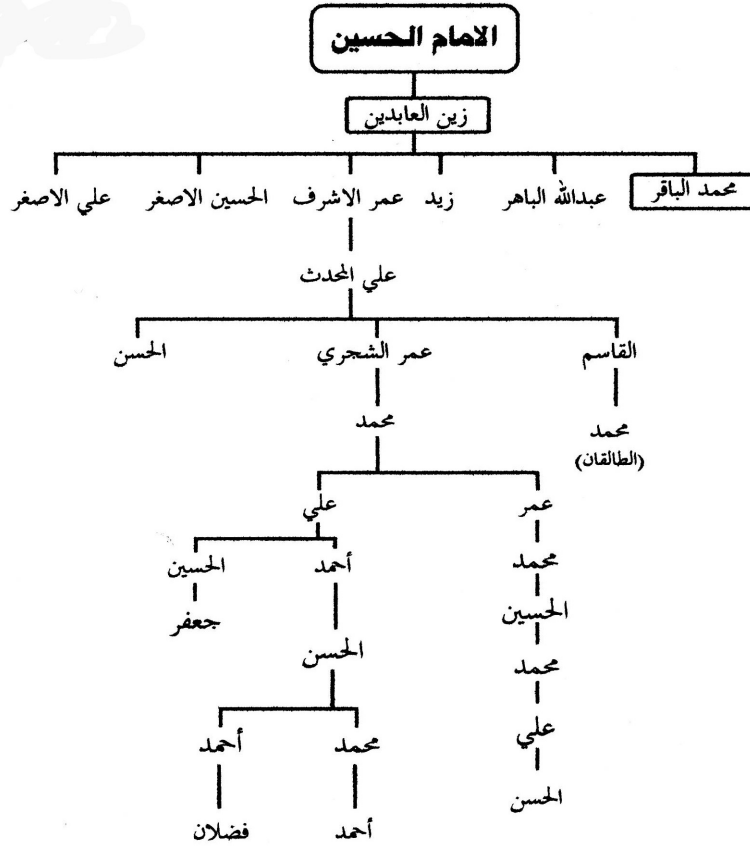 الامام الحسين
زين العابدين
محمد الباقر
عبدالله الباهر
زيد
عمر الاشرف
الحسين الاصغر
علي الاصغر
علي المحدث
القاسم
عمر الشجري
الحسن
محمد
(الطالقان)
محمد
عمر
علي
محمد
أحمد
الحسين
الحسين
جعفر
الحسن
محمد
علي
محمد
أحمد
الحسن
أحمد
فضلان